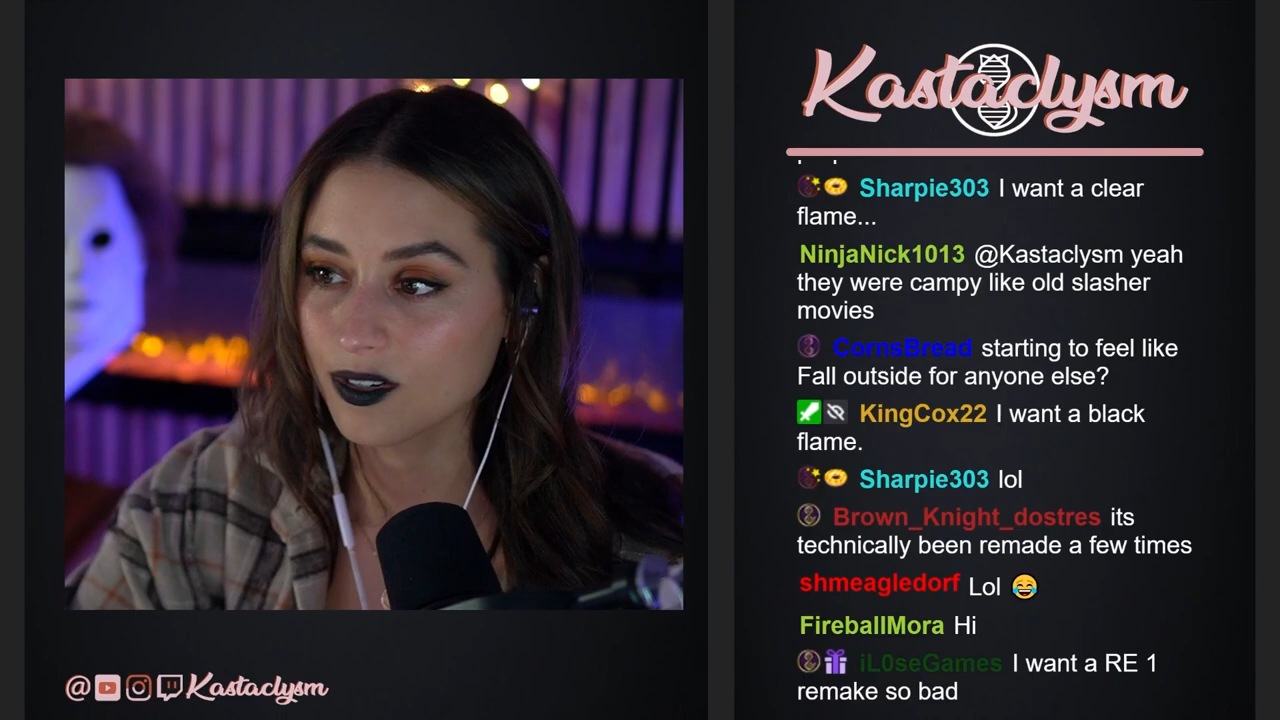 Kastaclysm
Sharpie303 I want a clear
flame...
NinjaNick1013 @Kastaclysm yeah
they were campy like old slasher
movies
CornsBread starting to feel like
Fall outside for anyone else?
KingCox22 I want a black
flame.
Sharpie303 lol
Brown_Knight_dostres its
technically been remade a few times
shmeagledorf Lol 😂
FireballMora Hi
iL0seGames I want a RE 1
remake so bad
@Kastaclysm